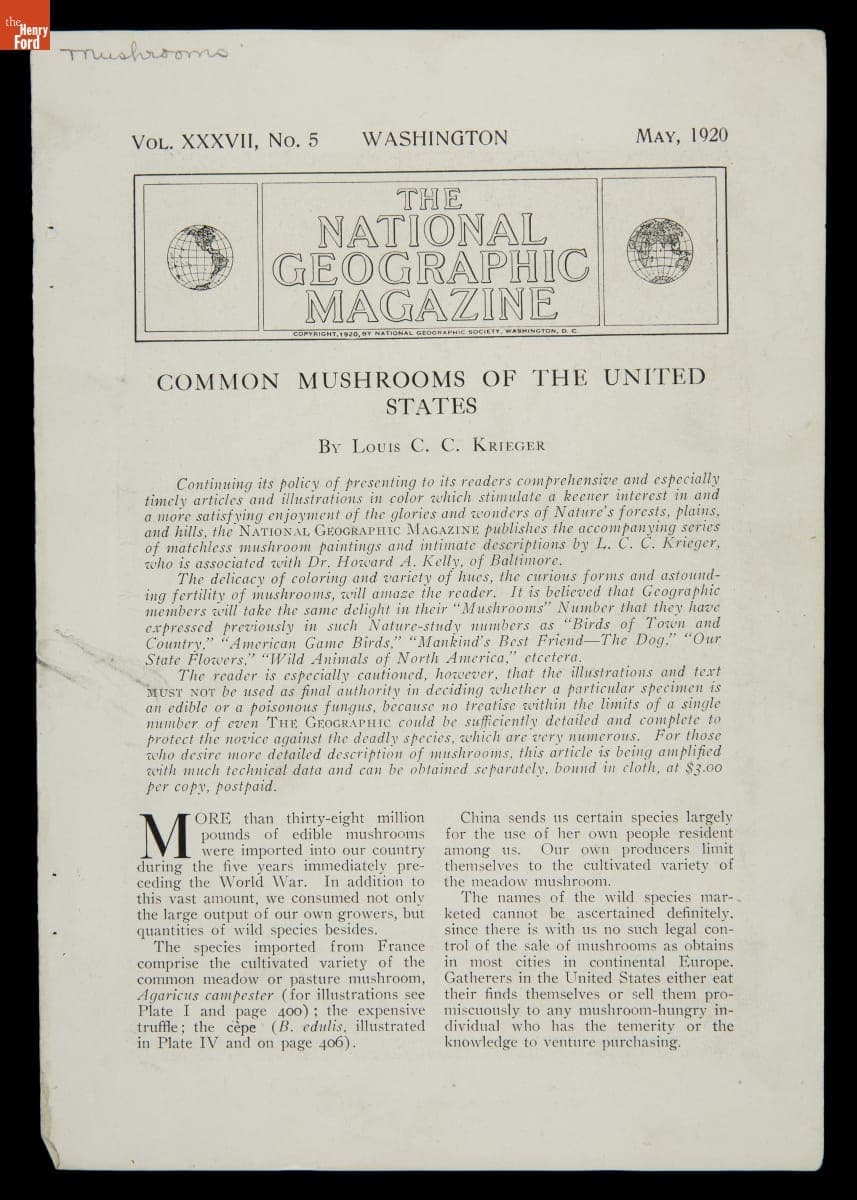 the
Henry
Ford
mushrooms
VOL. XXXVII, No. 5 WASHINGTON MAY, 1920
THE
NATIONAL
GEOGRAPHIC
MAGAZINE
COPYRIGHT, 1920, BY NATIONAL GEOGRAPHIC SOCIETY, WASHINGTON, D. C.
COMMON MUSHROOMS OF THE UNITED
STATES
BY LOUIS C. C. KRIEGER
Continuing its policy of presenting to its readers comprehensive and especially
timely articles and illustrations in color which stimulate a keener interest in and
a more satisfying enjoyment of the glories and wonders of Nature's forests, plains,
and hills, the NATIONAL GEOGRAPHIC MAGAZINE publishes the accompanying series
of matchless mushroom paintings and intimate descriptions by L. C. C. Krieger,
who is associated with Dr. Howard A. Kelly, of Baltimore.
The delicacy of coloring and variety of hues, the curious forms and astound-
ing fertility of mushrooms, will amaze the reader. It is believed that Geographic
members will take the same delight in their "Mushrooms" Number that they have
expressed previously in such Nature-study numbers as "Birds of Town and
Country," "American Game Birds," "Mankind's Best Friend—The Dog," "Our
State Flowers," "Wild Animals of North America," etcetera.
The reader is especially cautioned, however, that the illustrations and text
MUST NOT be used as final authority in deciding whether a particular specimen is
an edible or a poisonous fungus, because no treatise within the limits of a single
number of even THE GEOGRAPHIC could be sufficiently detailed and complete to
protect the novice against the deadly species, which are very numerous. For those
who desire more detailed description of mushrooms, this article is being amplified
with much technical data and can be obtained separately, bound in cloth, at $3.00
per copy, postpaid.
MORE than thirty-eight million
pounds of edible mushrooms
were imported into our country
during the five years immediately pre-
ceding the World War. In addition to
this vast amount, we consumed not only
the large output of our own growers, but
quantities of wild species besides.
The species imported from France
comprise the cultivated variety of the
common meadow or pasture mushroom,
Agaricus campester (for illustrations see
Plate I and page 400); the expensive
truffle; the cèpe (B. edulis, illustrated
in Plate IV and on page 406).
China sends us certain species largely
for the use of her own people resident
among us. Our own producers limit
themselves to the cultivated variety of
the meadow mushroom.
The names of the wild species mar-
keted cannot be ascertained definitely,
since there is with us no such legal con-
trol of the sale of mushrooms as obtains
in most cities in continental Europe.
Gatherers in the United States either eat
their finds themselves or sell them pro-
miscuously to any mushroom-hungry in-
dividual who has the temerity or the
knowledge to venture purchasing.